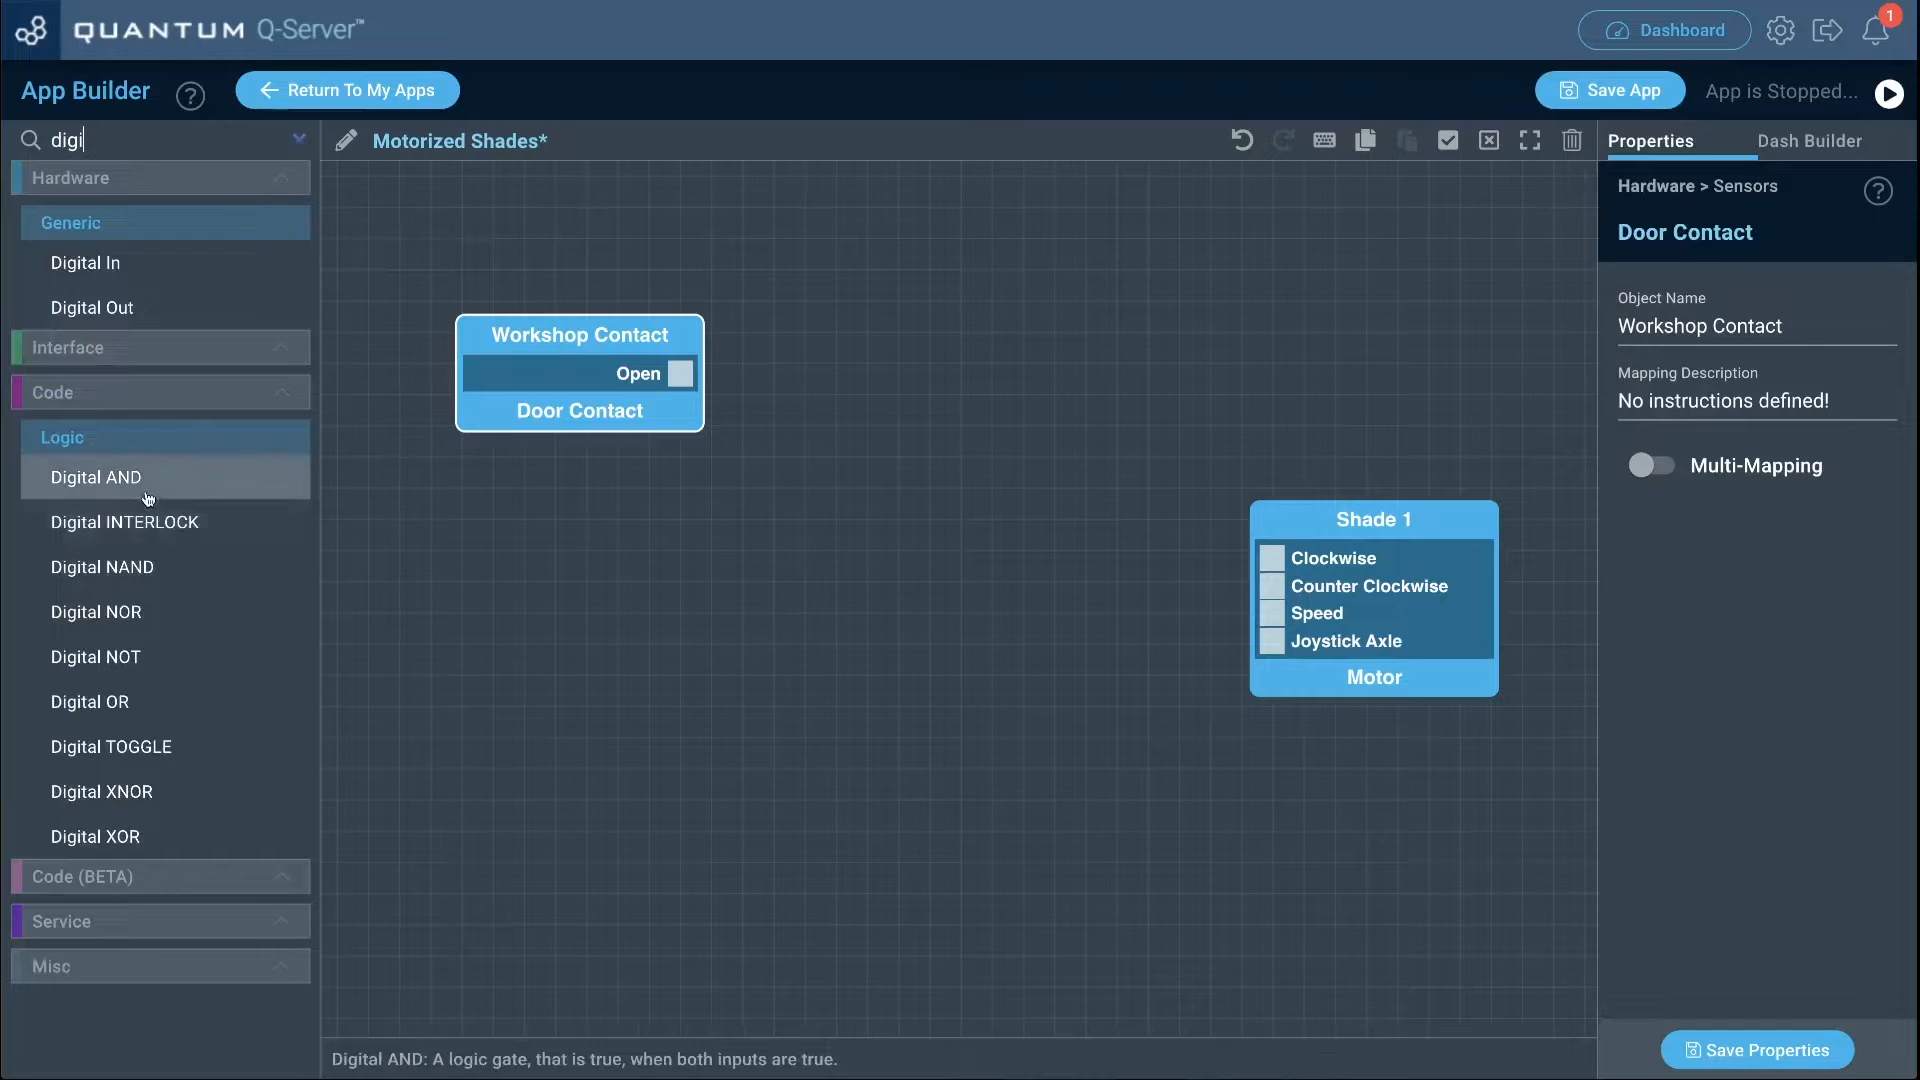 QUANTUM Q-Server™
Dashboard
1
App Builder
?
Return To My Apps
Save App
App is Stopped...
digi
Motorized Shades*
Properties
Dash Builder
Hardware
Generic
Digital In
Digital Out
Interface
Code
Logic
Digital AND
Digital INTERLOCK
Digital NAND
Digital NOR
Digital NOT
Digital OR
Digital TOGGLE
Digital XNOR
Digital XOR
Code (BETA)
Service
Misc
Workshop Contact
Open
Door Contact
Shade 1
Clockwise
Counter Clockwise
Speed
Joystick Axle
Motor
Digital AND: A logic gate, that is true, when both inputs are true.
Hardware > Sensors
?
Door Contact
Object Name
Workshop Contact
Mapping Description
No instructions defined!
Multi-Mapping
Save Properties